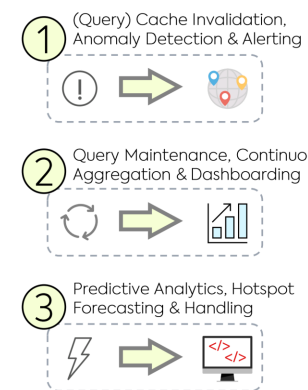 1
(Query) Cache Invalidation,
Anomaly Detection & Alerting
!
2
Query Maintenance, Continuo
Aggregation & Dashboarding
3
Predictive Analytics, Hotspot
Forecasting & Handling
</>
</>